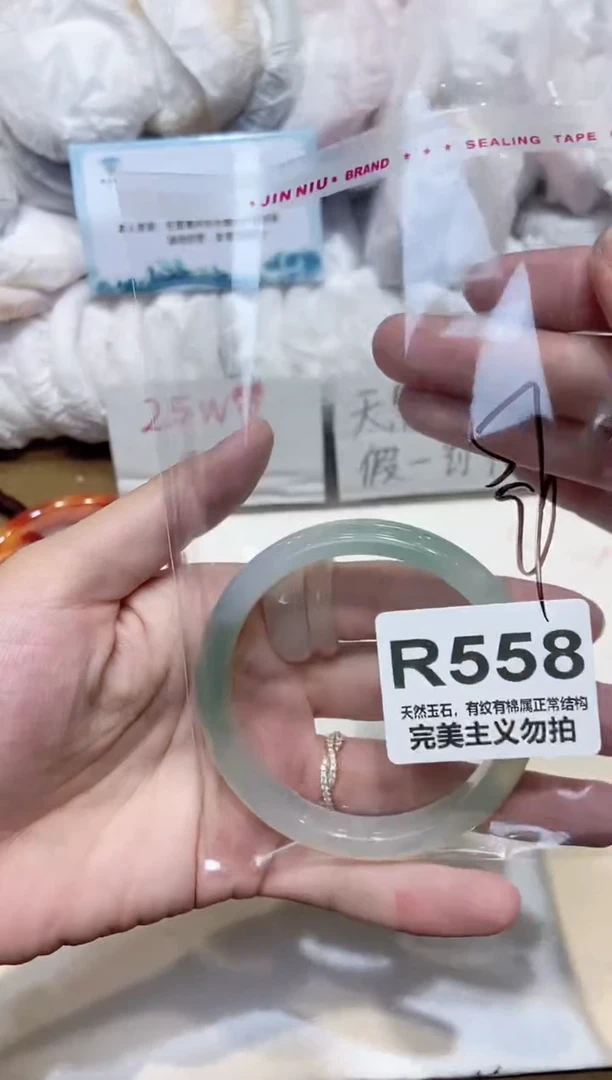 • JIN NIU • BRAND * * * SEALING TAPE
25W
天
假一罚
R558
天然玉石，有纹有棉属正常结构
完美主义勿拍